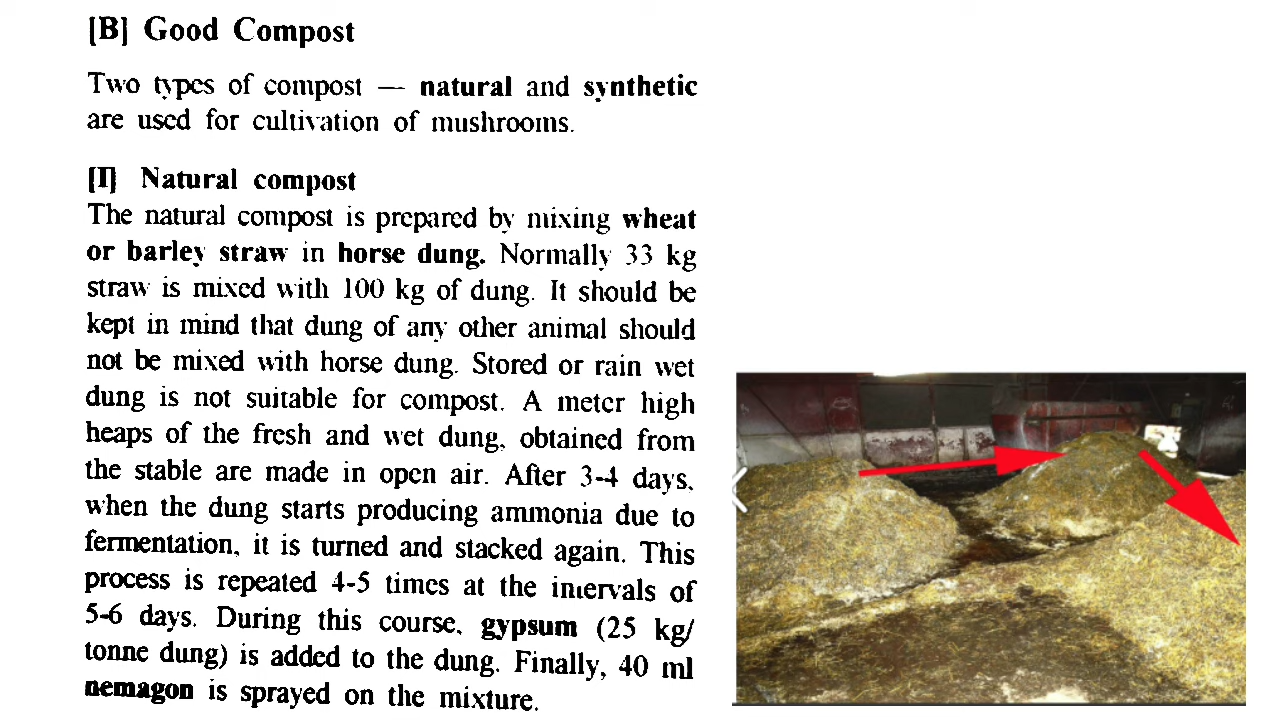 [B] Good Compost
Two types of compost — natural and synthetic
are used for cultivation of mushrooms.
[I] Natural compost
The natural compost is prepared by mixing wheat
or barley straw in horse dung. Normally 33 kg
straw is mixed with 100 kg of dung. It should be
kept in mind that dung of any other animal should
not be mixed with horse dung. Stored or rain wet
dung is not suitable for compost. A meter high
heaps of the fresh and wet dung, obtained from
the stable are made in open air. After 3-4 days,
when the dung starts producing ammonia due to
fermentation, it is turned and stacked again. This
process is repeated 4-5 times at the intervals of
5-6 days. During this course, gypsum (25 kg/
tonne dung) is added to the dung. Finally, 40 ml
nemagon is sprayed on the mixture.